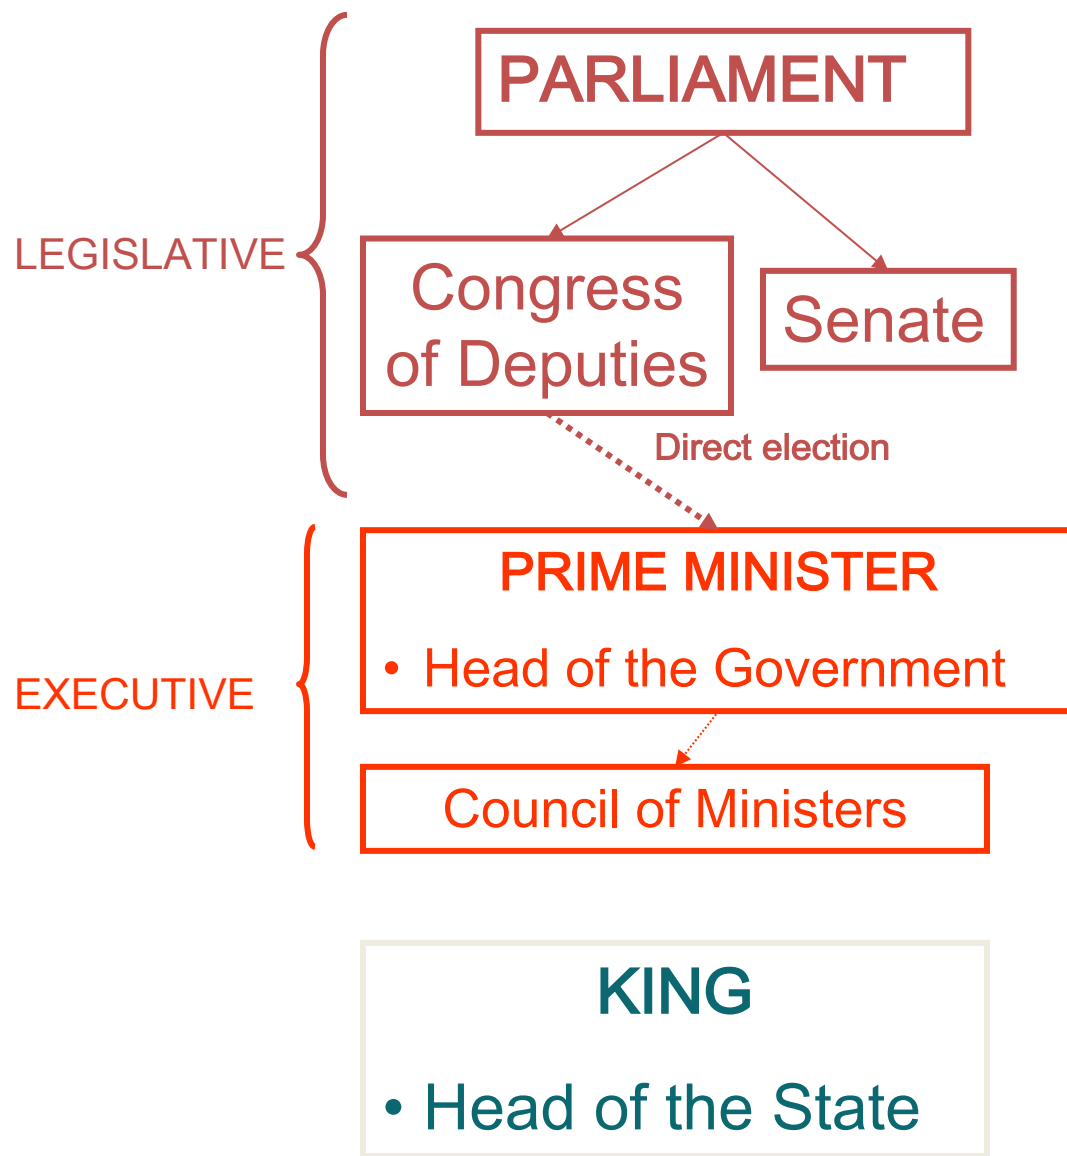 PARLIAMENT
LEGISLATIVE
Congress
of Deputies
Senate
Direct election
PRIME MINISTER
• Head of the Government
EXECUTIVE
Council of Ministers
KING
• Head of the State